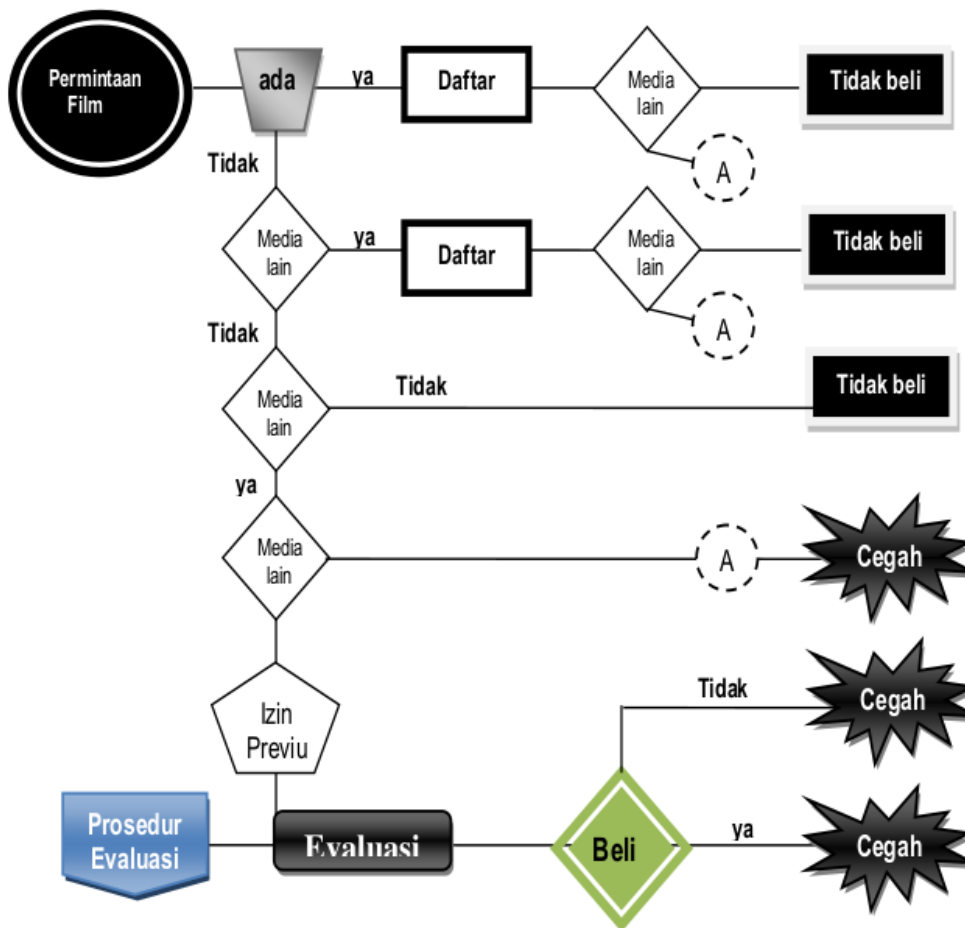 Permintaan
Film
ada
ya
Daftar
Media
lain
Tidak beli
A
Tidak
Media
lain
ya
Daftar
Media
lain
Tidak beli
A
Tidak
Media
lain
Tidak
Tidak beli
ya
Media
lain
A
Cegah
Izin
Previu
Tidak
Cegah
Prosedur
Evaluasi
Evaluasi
Beli
ya
Cegah